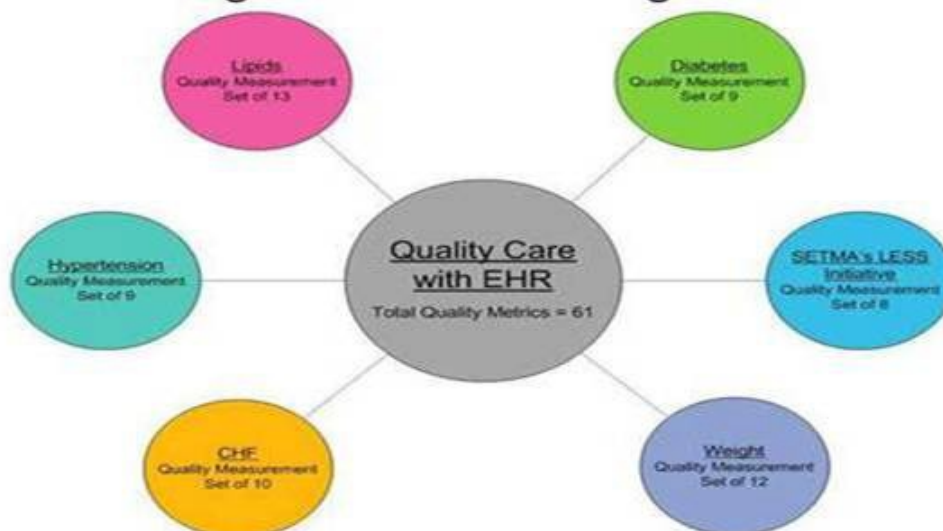 Lipids
Quality Measurement
Set of 13
Diabetes
Quality Measurement
Set of 9
Quality Care
with EHR
Total Quality Metrics = 61
Hypertension
Quality Measurement
Set of 9
SETMA's LESS
Initiative
Quality Measurement
Set of 8
CHF
Quality Measurement
Set of 10
Weight
Quality Measurement
Set of 12